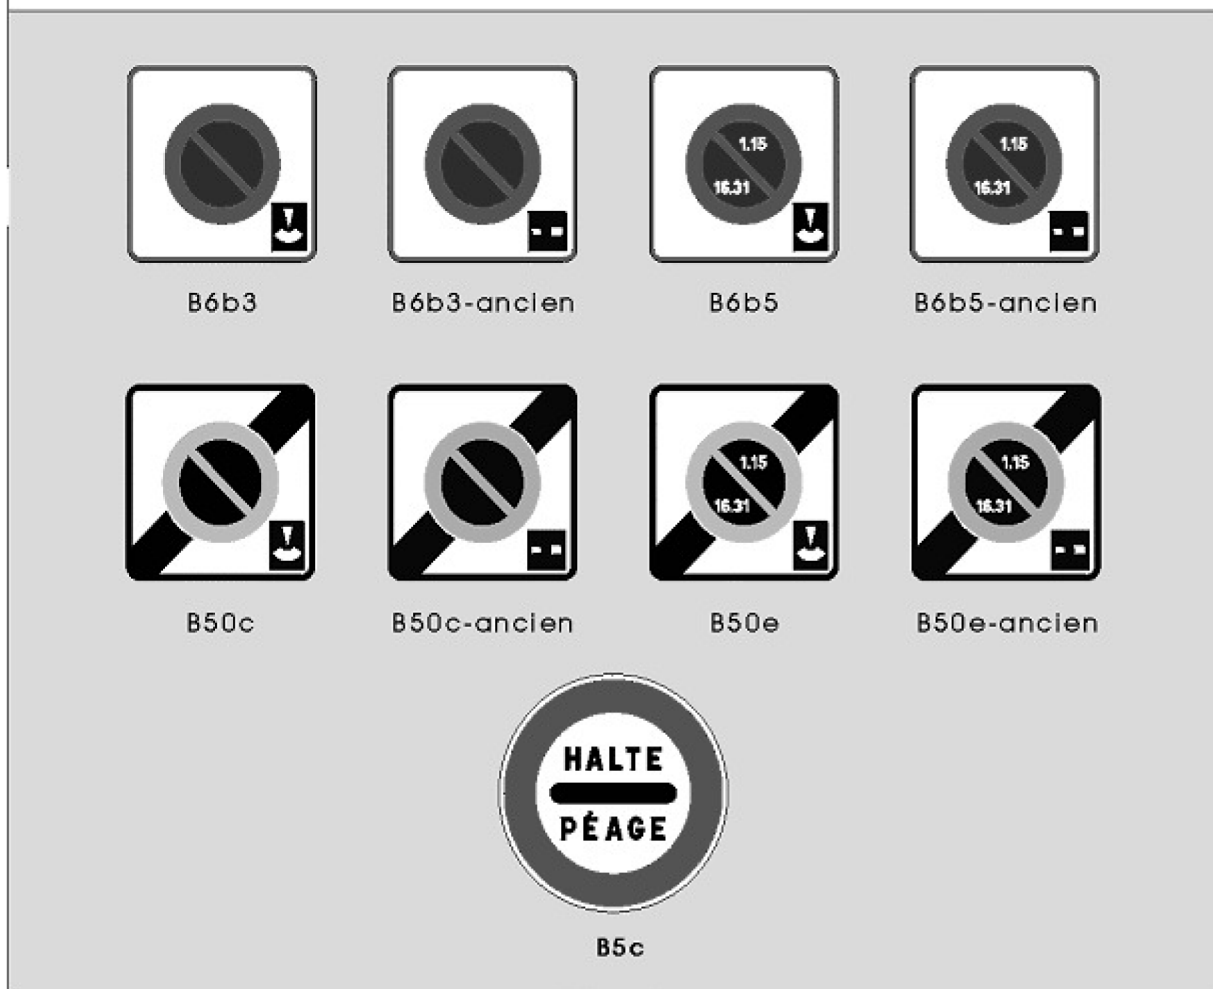 1.15 1.15
16.31 16.31
B6b3 B6b3-ancien B6b5 B6b5-ancien
1.15 1.15
16.31 16.31
B50c B50c-ancien B50e B50e-ancien
HALTE
PÉAGE
B5c